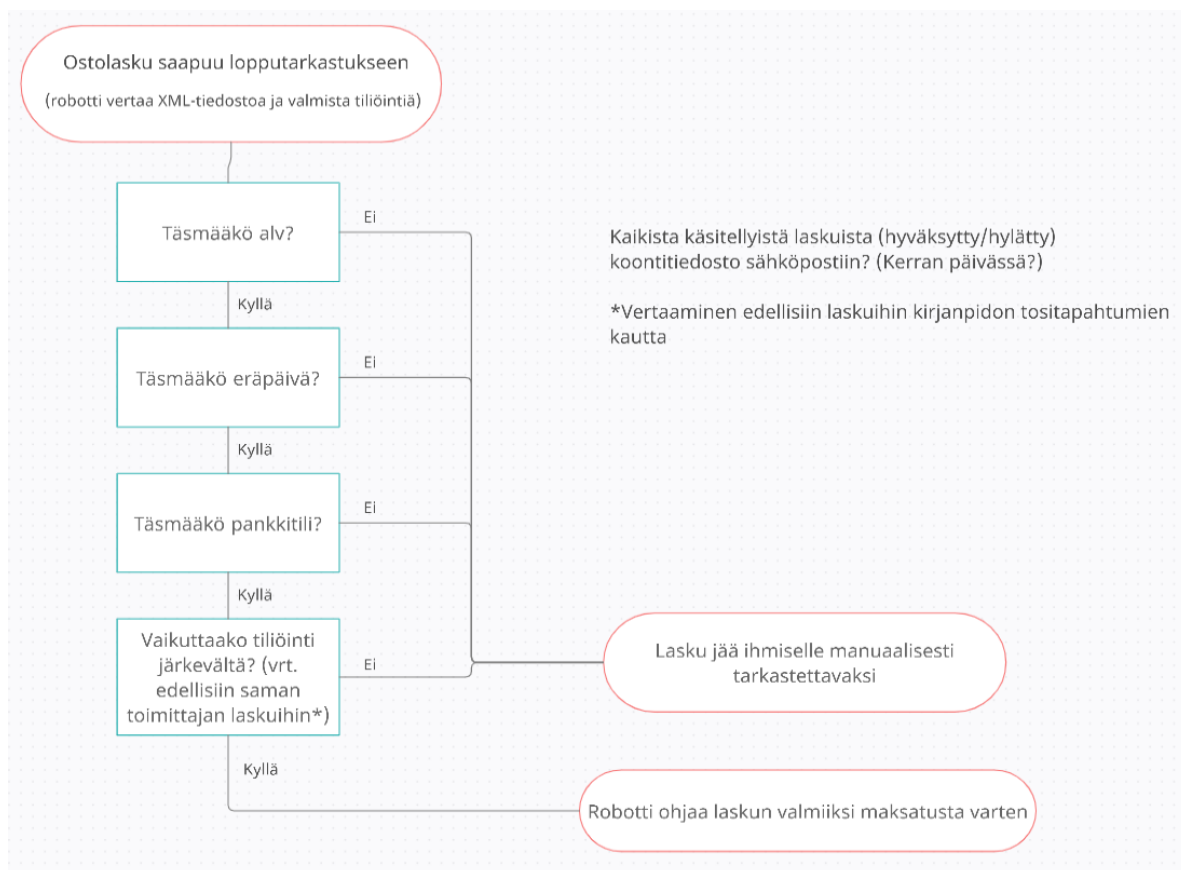 Ostolasku saapuu lopputarkastukseen
(robotti vertaa XML-tiedostoa ja valmista tiliöintiä)
Täsmääkö alv?
Ei
Kyllä
Kaikista käsitellyistä laskuista (hyväksytty/hylätty)
koontitiedosto sähköpostiin? (Kerran päivässä?)
*Vertaaminen edellisiin laskuihin kirjanpidon tositapahtumien
kautta
Täsmääkö eräpäivä?
Ei
Kyllä
Täsmääkö pankkitili?
Ei
Kyllä
Vaikuttaako tiliöinti
järkevältä? (vrt.
edellisiin saman
toimittajan laskuihin*)
Ei
Kyllä
Lasku jää ihmiselle manuaalisesti
tarkastettavaksi
Robotti ohjaa laskun valmiiksi maksatusta varten